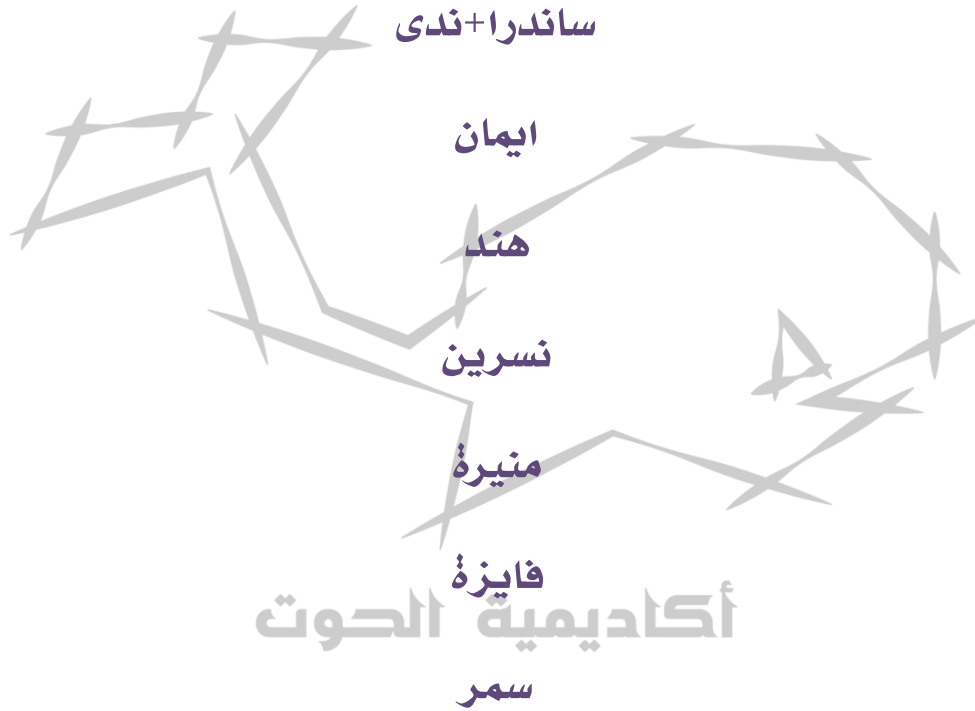 ساندرا+ندى
ايمان
هند
نسرين
منيرة
فايزة
أكاديمية الحوت
سمر